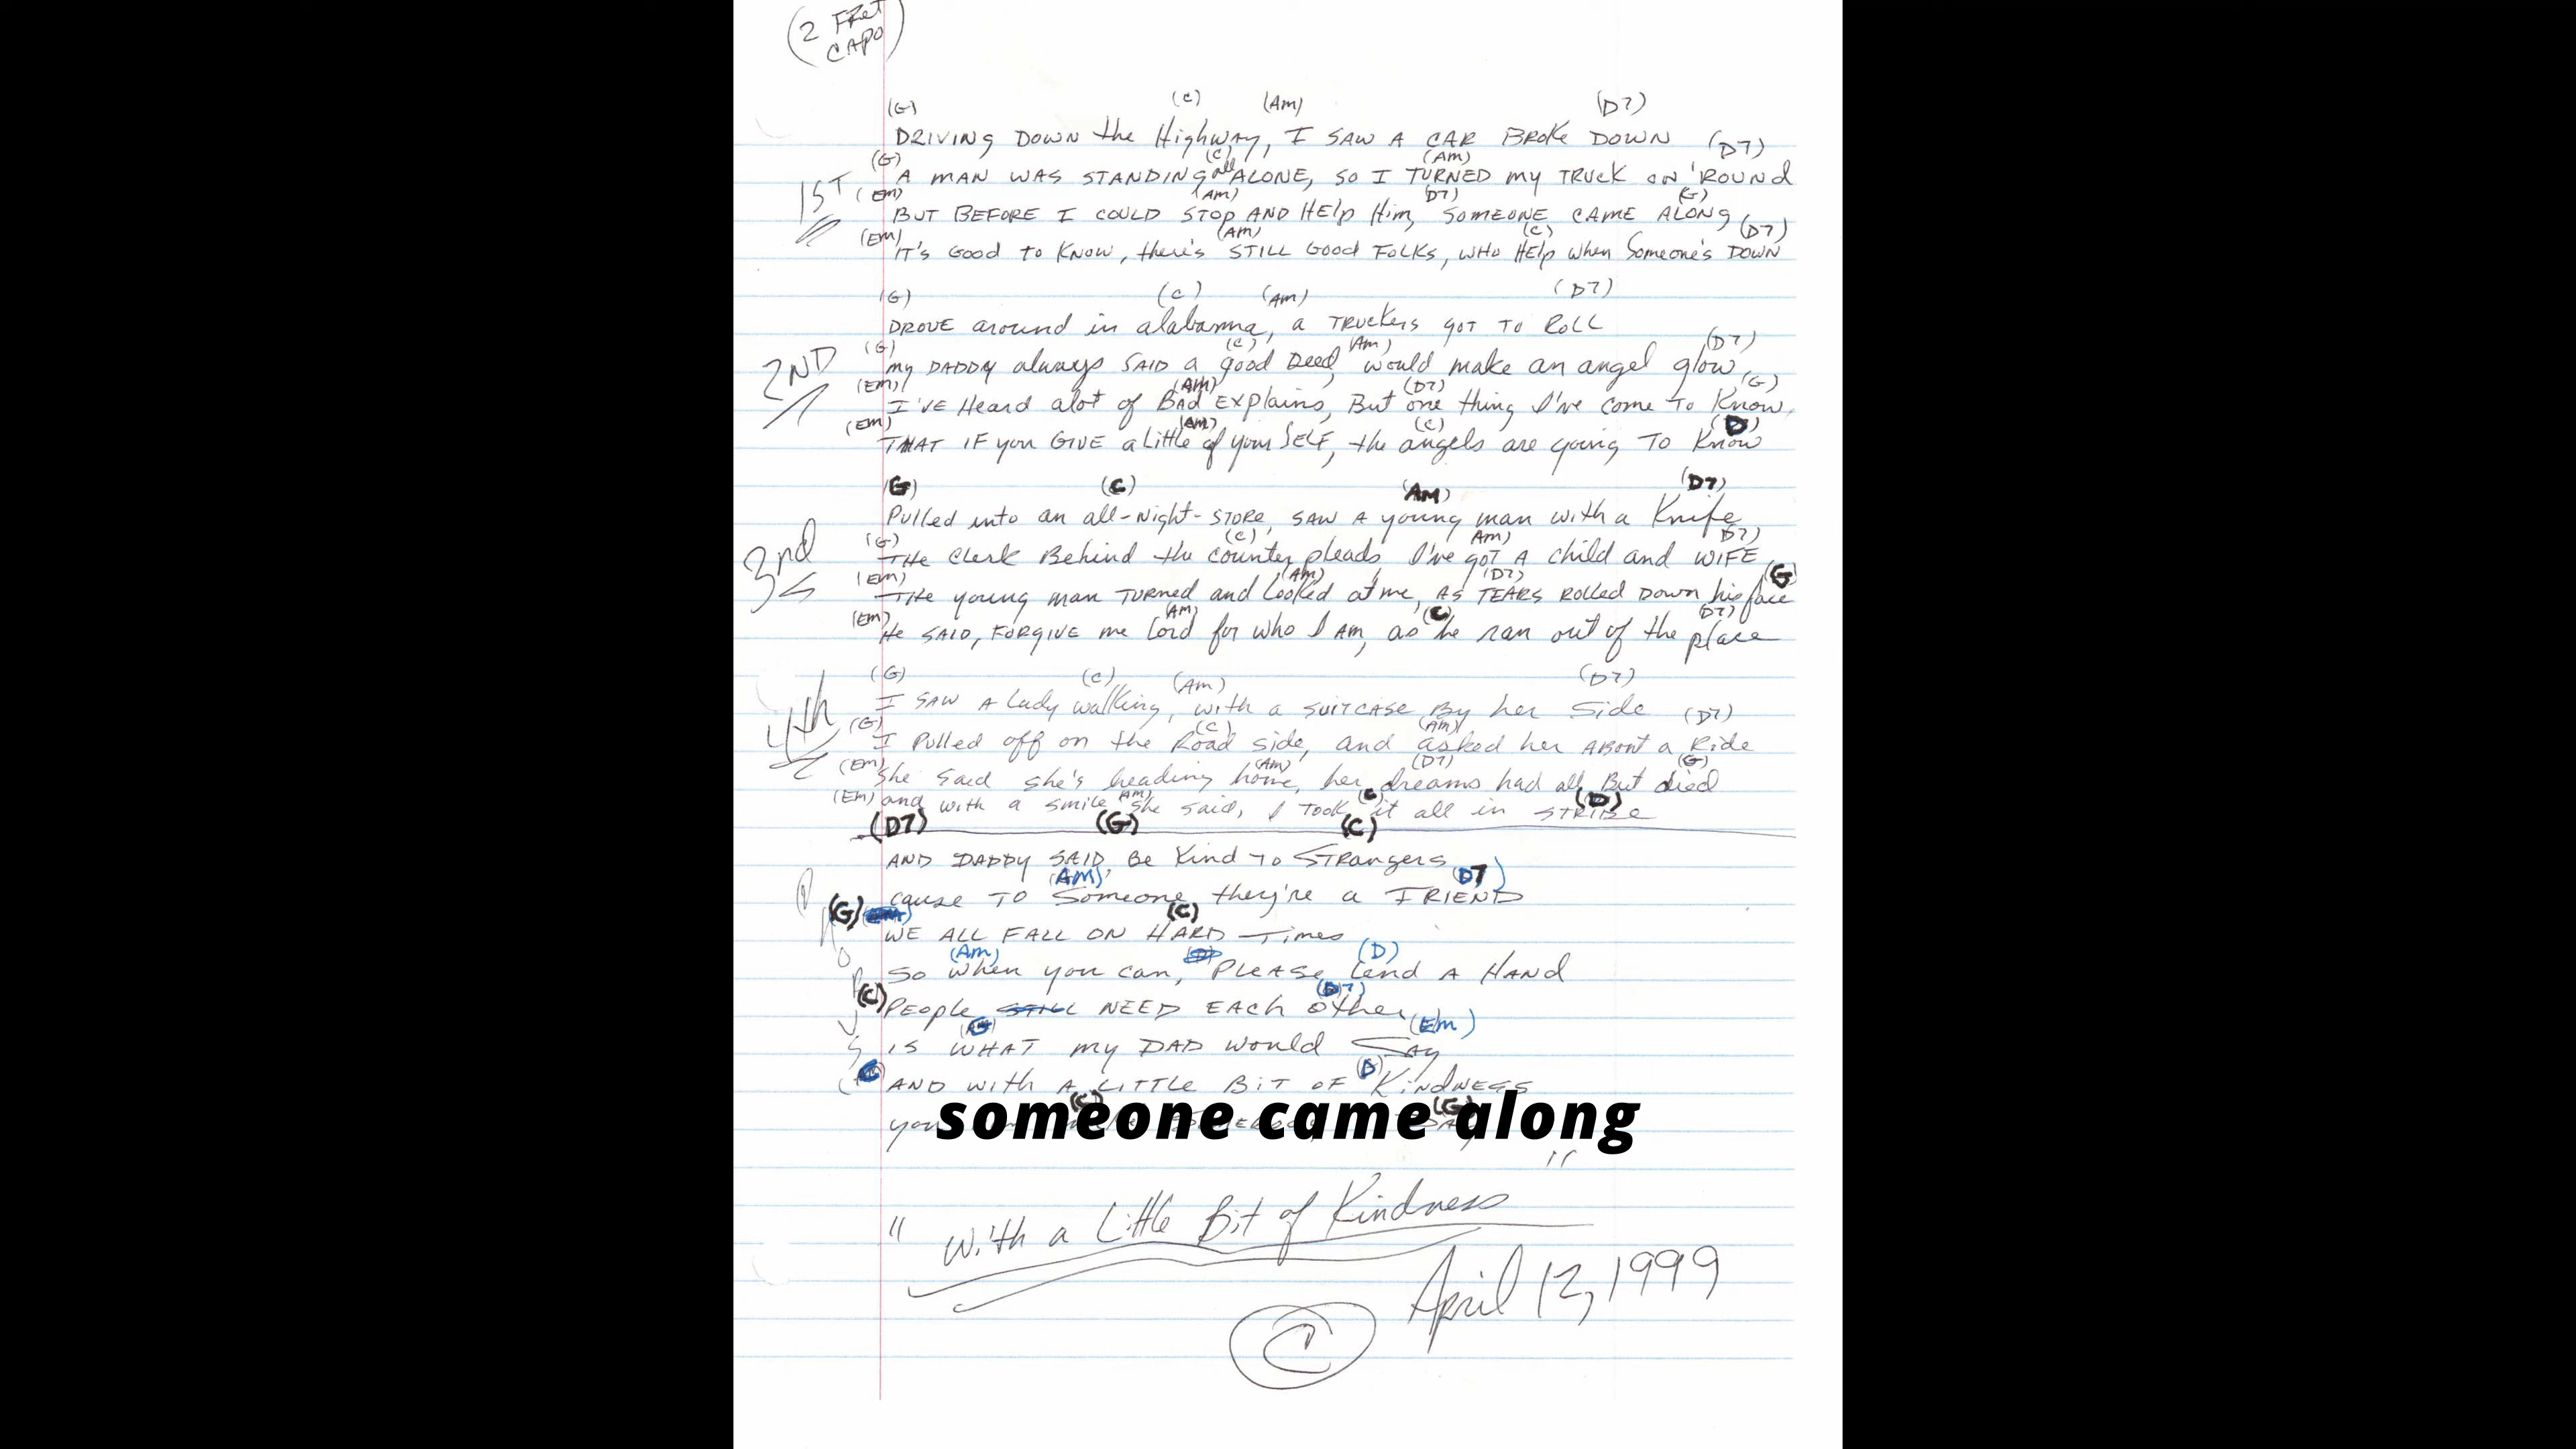 (2 FRet
CAPO)
(G) (C) (Am) (D7)
DRIVING DOWN the HigHWAY, I SAW A CAR BROKE DOWN (D7)
(G) (C) (Am)
A MAN WAS STANDING all ALONE, SO I TURNED my TRUCK ON 'ROUNd
1ST (Em) (Am) (D7) (G)
BUT BEFORE I COULD STOP AND HElp Him, SOMEONE CAME ALONg
(Em) (Am) (C) (D7)
IT'S GOOD TO KNOW, there's STILL Good FOLKS, WHO HElp when Someone's DOWN
(G) (C) (Am) (D7)
DROVE around in alabamna, a TRUCKers GOT TO ROLL
2ND (G) (C) (Am) (D7)
my DADDY always SAID a good DEED, would make an angel glow
(Em) (AM) (D7) (G)
I'VE Heard alot of BAd EXplains, But one thing I've come TO Know,
(Em) (Am) (C) (D)
THAT IF you GIVE a Little of your SELF, the angels are going TO Know
(G) (C) (AM) (D7)
Pulled into an all-Night-STORE, SAW A young man with a Knife
3rd (G) (C) Am) D7)
THE CLERK BEHIND the counter pleads, I've gOT A child and WIFE
(Em) (Am) (D7) (G
THE young man TURNED and Looked at me, AS TEARS ROLLED DOWN his face
(Em) (AM) (C) (D7)
He SAID, FORGIVE me Lord for who I AM, as he ran out of the place
(G) (C) (Am) (D7)
4th I SAW A Lady walking, with a SUITCASE By her Side (D7)
(G) (C) (AM)
I Pulled off on the Road side, and asked her ABOUT a Ride
(Em) (Am) (D7) (G)
She Said she's heading home, her dreams had all But died
(Em) (AM) (C) (D)
and with a smile she said, I TOOK it all in STRIDE
(D7) (G) (C)
AND DADDY SAID, Be Kind TO STRangers
(AM) D7)
cause TO Someone they're a FRIEND
(G) (C)
WE ALL FALL ON HARD Times
(Am) (D)
SO when you can, PLEASE Lend A HANd
(C) (D7)
PEOplE STILL NEED EACh Other
(G) (Em)
IS WHAT my DAD would Say
(D)
AND with A LITTLE BiT OF KiNDNESS
(C) (G)
you
someone came along
" With a Little Bit of Kindness "
April 12, 1999
©